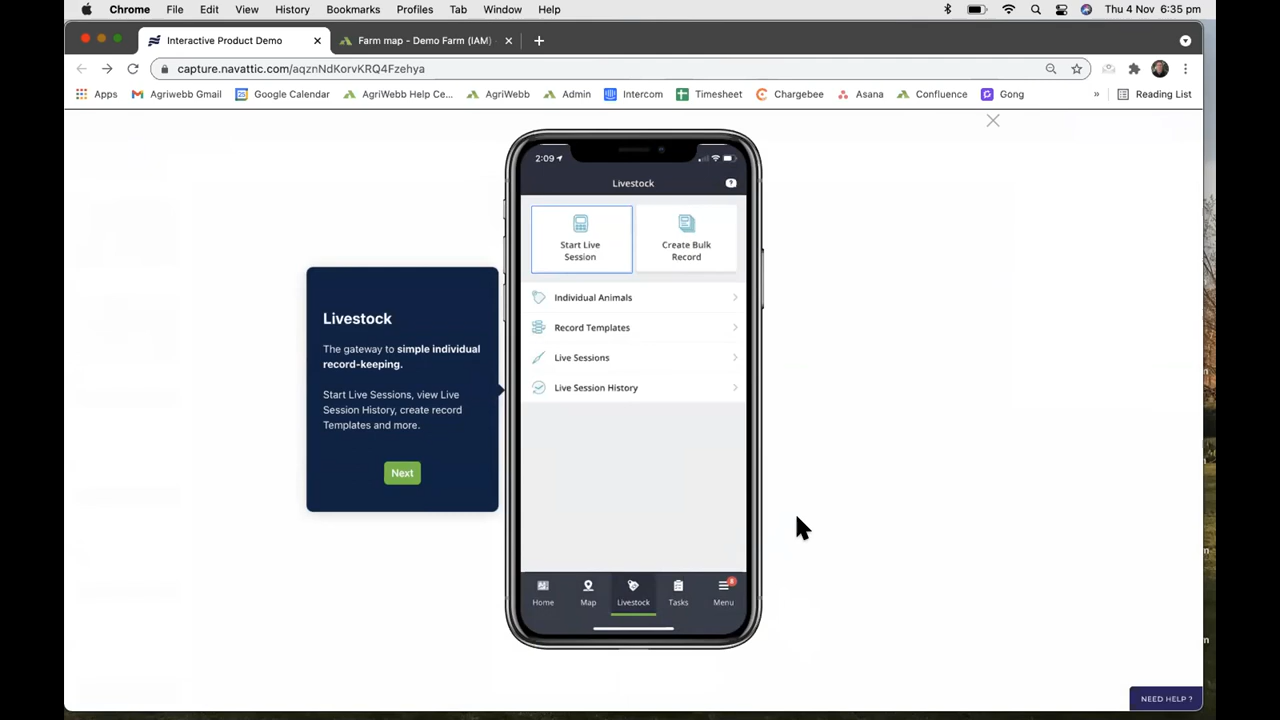 Chrome File Edit View History Bookmarks Profiles Tab Window Help Thu 4 Nov 6:35 pm
Interactive Product Demo Farm map - Demo Farm (IAM)
capture.navattic.com/aqznNdKorvKRQ4Fzehya
Apps Agriwebb Gmail Google Calendar AgriWebb Help Ce... AgriWebb Admin Intercom Timesheet Chargebee Asana Confluence Gong » Reading List
2:09
Livestock
Start Live
Session
Create Bulk
Record
Individual Animals
Record Templates
Live Sessions
Live Session History
Livestock
The gateway to simple individual
record-keeping.
Start Live Sessions, view Live
Session History, create record
Templates and more.
Next
Home Map Livestock Tasks Menu
8
NEED HELP ?